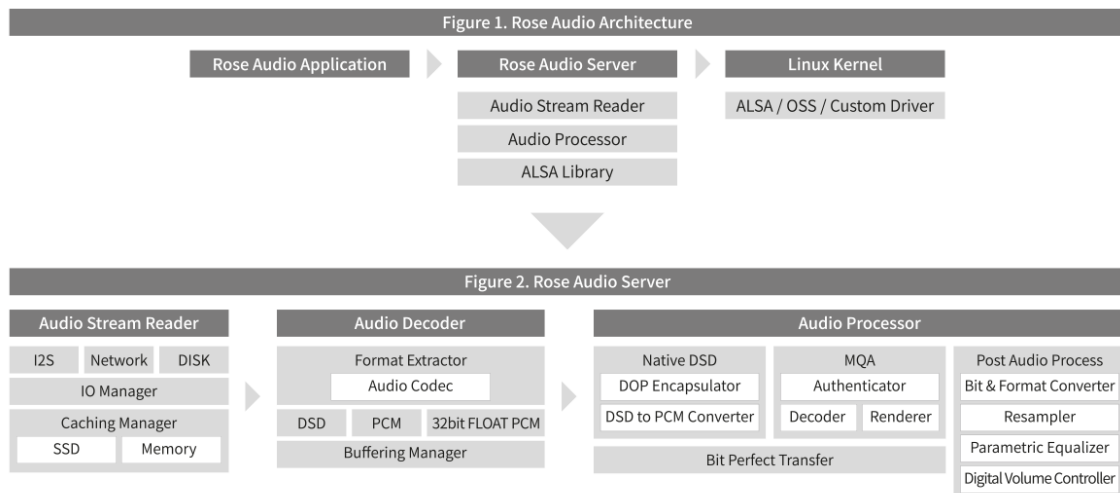 Figure 1. Rose Audio Architecture
Rose Audio Application
Rose Audio Server
Linux Kernel
Audio Stream Reader
ALSA / OSS / Custom Driver
Audio Processor
ALSA Library
Figure 2. Rose Audio Server
Audio Stream Reader
I2S
Network
DISK
IO Manager
Caching Manager
SSD
Memory
Audio Decoder
Format Extractor
Audio Codec
DSD
PCM
32bit FLOAT PCM
Buffering Manager
Audio Processor
Native DSD
DOP Encapsulator
DSD to PCM Converter
MQA
Authenticator
Decoder
Renderer
Bit Perfect Transfer
Post Audio Process
Bit & Format Converter
Resampler
Parametric Equalizer
Digital Volume Controller